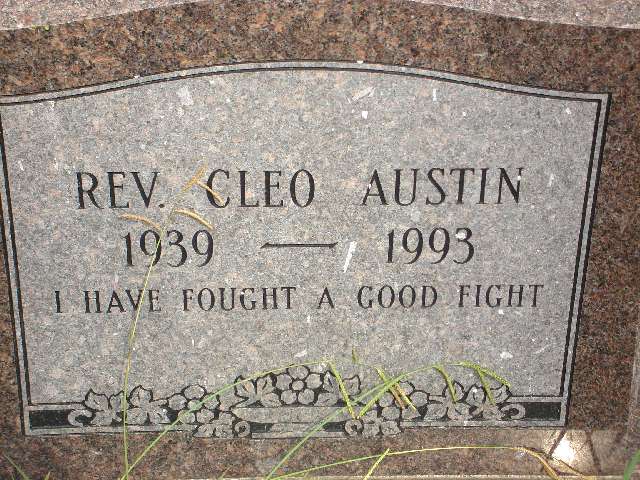 REV. CLEO AUSTIN
1939 — 1993
I HAVE FOUGHT A GOOD FIGHT